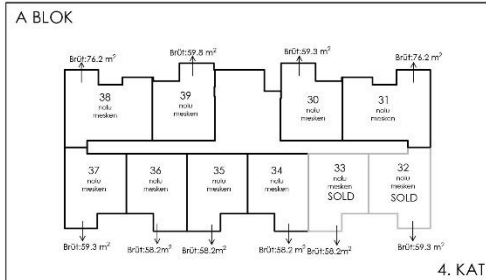 A BLOK
Brüt:76.2 m²
Brüt:59.8 m²
Brüt:59.3 m²
Brüt:76.2 m²
38
nolu
mesken
39
nolu
mesken
30
nolu
mesken
31
nolu
mesken
37
nolu
mesken
36
nolu
mesken
35
nolu
mesken
34
nolu
mesken
33
nolu
mesken
SOLD
32
nolu
mesken
SOLD
Brüt:59.3 m²
Brüt:58.2m²
Brüt:58.2m²
Brüt:58.2 m²
Brüt:58.2m²
Brüt:59.3 m²
4. KAT